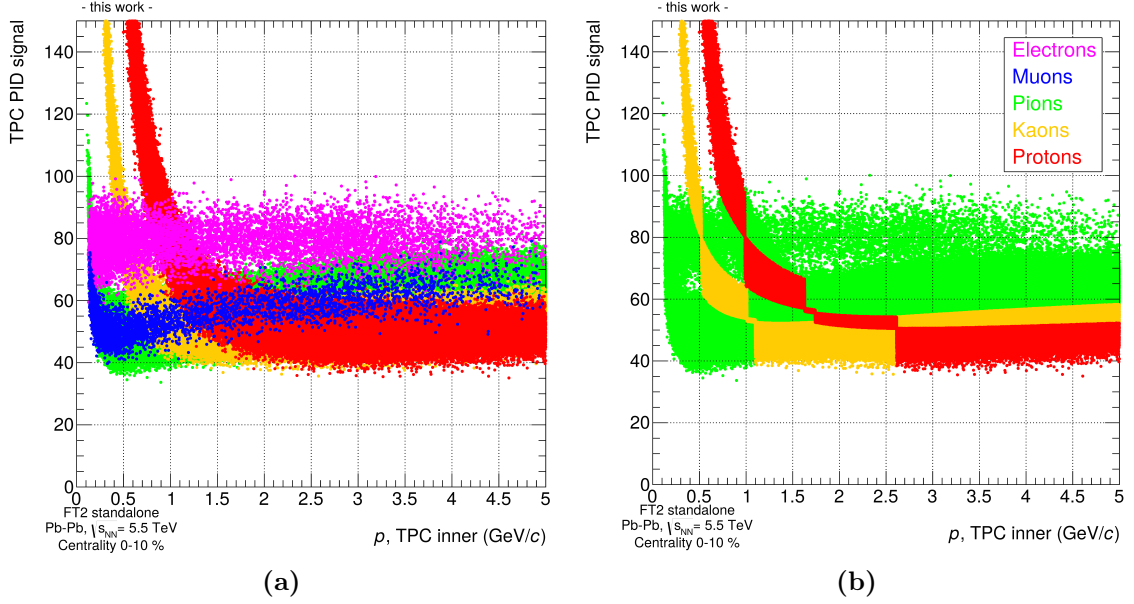 - this work -
TPC PID signal
140
120
100
80
60
40
20
0
0 0.5 1 1.5 2 2.5 3 3.5 4 4.5 5
FT2 standalone
Pb-Pb, √sNN = 5.5 TeV
Centrality 0-10 %
p, TPC inner (GeV/c)
(a)
- this work -
TPC PID signal
140
120
100
80
60
40
20
0
Electrons
Muons
Pions
Kaons
Protons
0 0.5 1 1.5 2 2.5 3 3.5 4 4.5 5
FT2 standalone
Pb-Pb, √sNN = 5.5 TeV
Centrality 0-10 %
p, TPC inner (GeV/c)
(b)